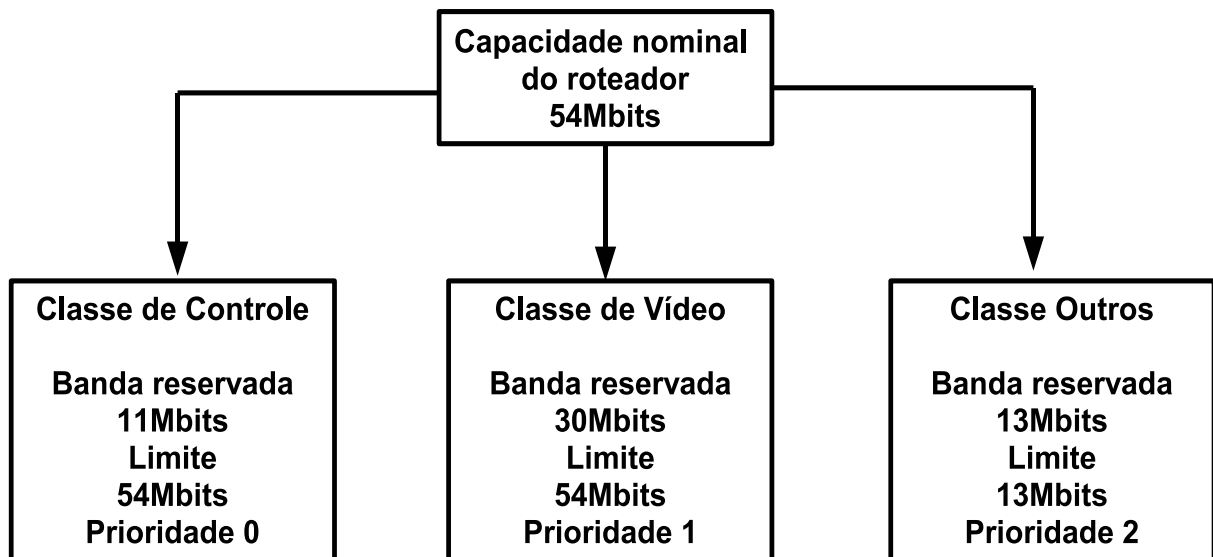 Capacidade nominal
do roteador
54Mbits
Classe de Controle
Banda reservada
11Mbits
Limite
54Mbits
Prioridade 0
Classe de Vídeo
Banda reservada
30Mbits
Limite
54Mbits
Prioridade 1
Classe Outros
Banda reservada
13Mbits
Limite
13Mbits
Prioridade 2